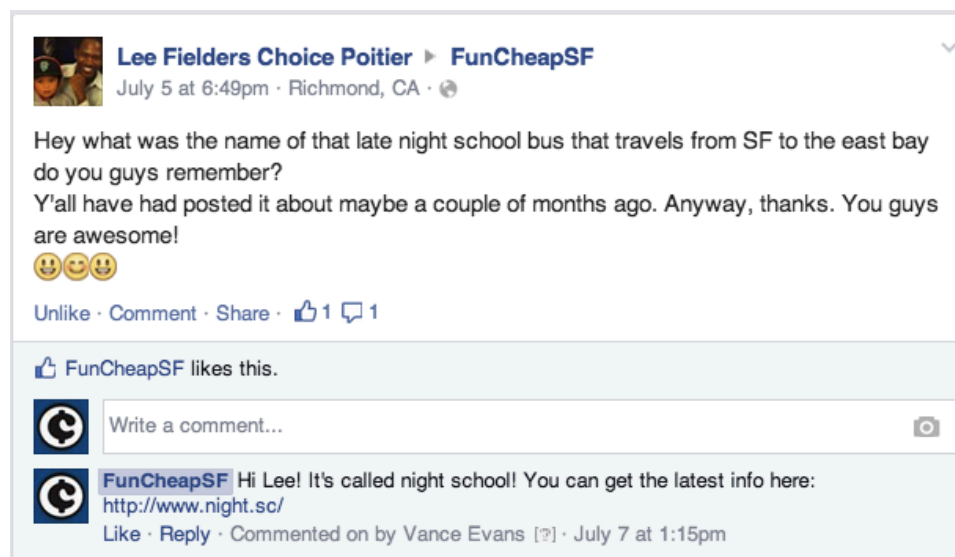 Lee Fielders Choice Poitier ▶ FunCheapSF
July 5 at 6:49pm · Richmond, CA ·
Hey what was the name of that late night school bus that travels from SF to the east bay
do you guys remember?
Y'all have had posted it about maybe a couple of months ago. Anyway, thanks. You guys
are awesome!
😃😊😃
Unlike · Comment · Share · 1 1
FunCheapSF likes this.
Write a comment...
FunCheapSF Hi Lee! It's called night school! You can get the latest info here:
http://www.night.sc/
Like · Reply · Commented on by Vance Evans [?] · July 7 at 1:15pm